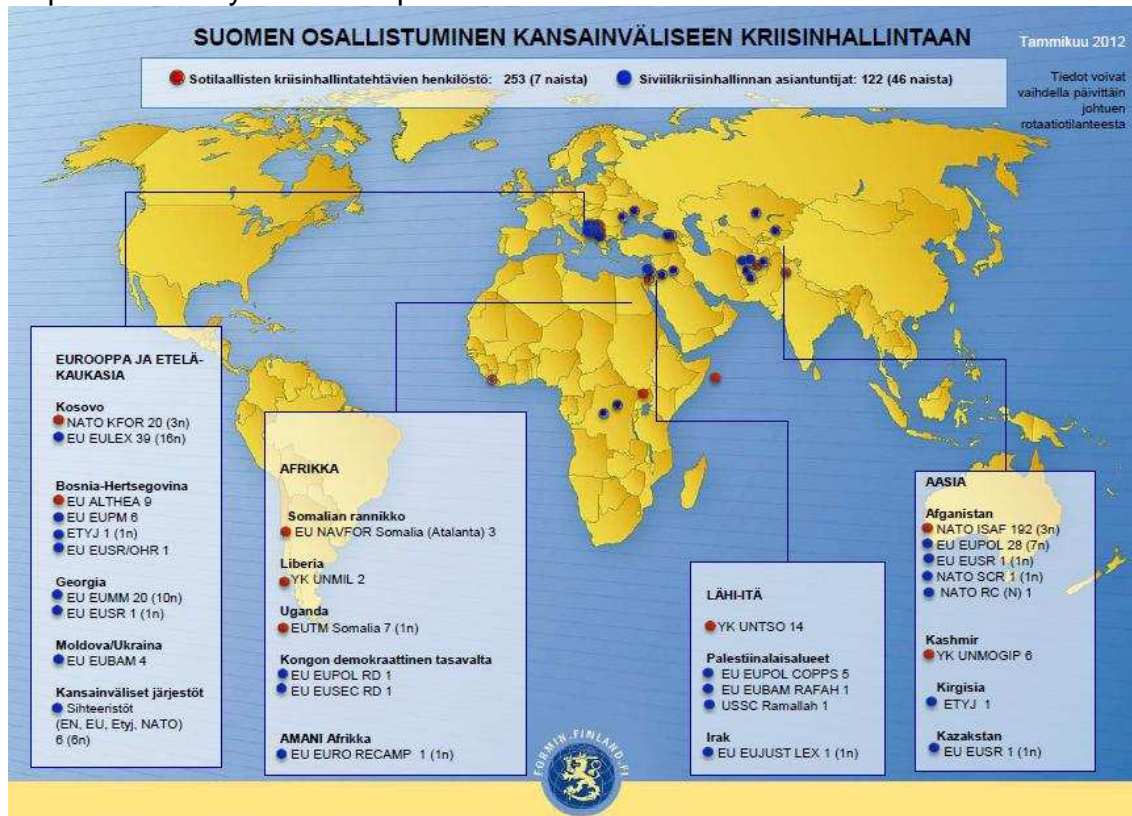 SUOMEN OSALLISTUMINEN KANSAINVÄLISEEN KRIISINHALLINTAAN
Tammikuu 2012
Sotilaallisten kriisinhallintatehtävien henkilöstö: 253 (7 naista)
Siviilikriisinhallinnan asiantuntijat: 122 (46 naista)
Tiedot voivat
vaihdella päivittäin
johtuen
rotaatiotilanteesta
EUROOPPA JA ETELÄ-
KAUKASIA
Kosovo
NATO KFOR 20 (3n)
EU EULEX 39 (16n)
Bosnia-Hertsegovina
EU ALTHEA 9
EU EUPM 6
ETYJ 1 (1n)
EU EUSR/OHR 1
Georgia
EU EUMM 20 (10n)
EU EUSR 1 (1n)
Moldova/Ukraina
EU EUBAM 4
Kansainväliset järjestöt
Sihteeristöt
(EN, EU, Etyj, NATO)
6 (6n)
AFRIKKA
Somalian rannikko
EU NAVFOR Somalia (Atalanta) 3
Liberia
YK UNMIL 2
Uganda
EUTM Somalia 7 (1n)
Kongon demokraattinen tasavalta
EU EUPOL RD 1
EU EUSEC RD 1
AMANI Afrikka
EU EURO RECAMP 1 (1n)
LÄHI-ITÄ
YK UNTSO 14
Palestiinalaisalueet
EU EUPOL COPPS 5
EU EUBAM RAFAH 1
USSC Ramallah 1
Irak
EU EUJUST LEX 1 (1n)
AASIA
Afganistan
NATO ISAF 192 (3n)
EU EUPOL 28 (7n)
EU EUSR 1 (1n)
NATO SCR 1 (1n)
NATO RC (N) 1
Kashmir
YK UNMOGIP 6
Kirgisia
ETYJ 1
Kazakstan
EU EUSR 1 (1n)
FORMIN.FINLAND.FI